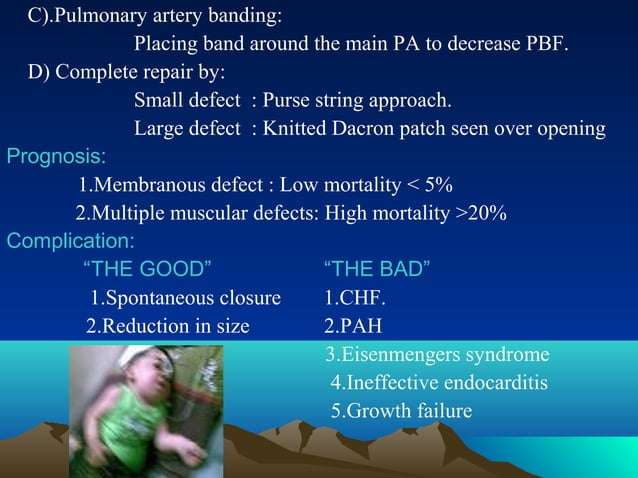 C).Pulmonary artery banding:
Placing band around the main PA to decrease PBF.
D) Complete repair by:
Small defect : Purse string approach.
Large defect : Knitted Dacron patch seen over opening
Prognosis:
1.Membranous defect : Low mortality < 5%
2.Multiple muscular defects: High mortality >20%
Complication:
“THE GOOD” “THE BAD”
1.Spontaneous closure 1.CHF.
2.Reduction in size 2.PAH
3.Eisenmengers syndrome
4.Ineffective endocarditis
5.Growth failure